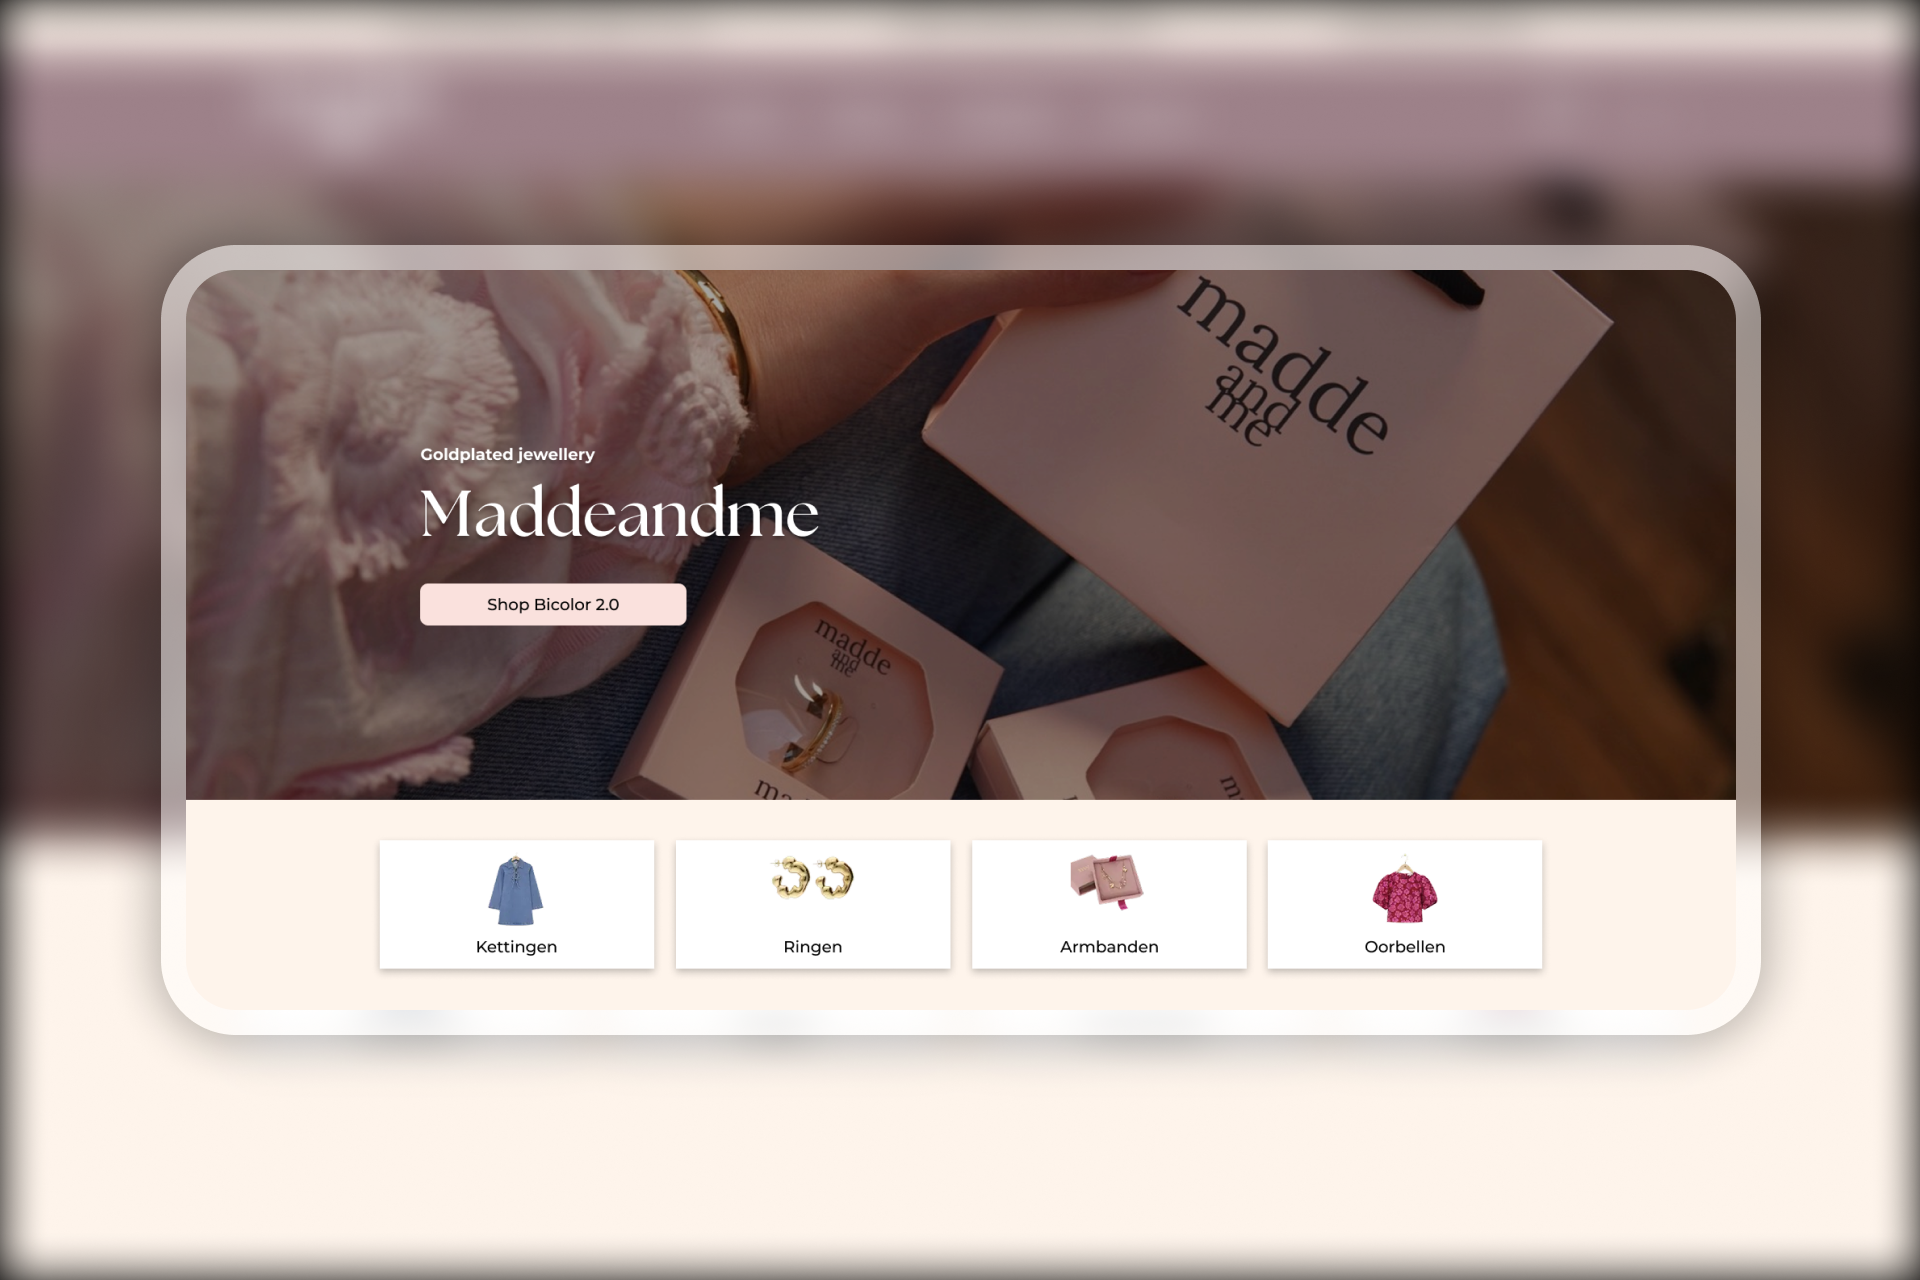 madde
and
me
Goldplated jewellery
Maddeandme
Shop Bicolor 2.0
madde
and
me
Kettingen
Ringen
Armbanden
Oorbellen